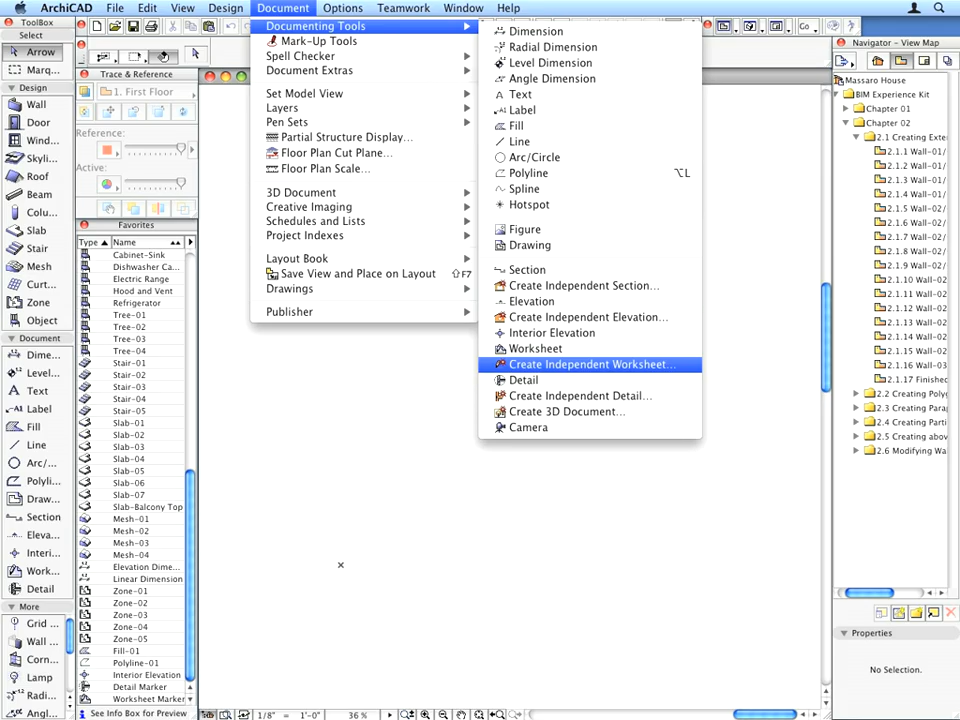 ArchiCAD File Edit View Design Document Options Teamwork Window Help
ToolBox
Select
Arrow
Marq...
Design
Wall
Door
Wind...
Skyli...
Roof
Beam
Colu...
Slab
Stair
Mesh
Curt...
Zone
Object
Document
Dime...
Level...
Text
Label
Fill
Line
Arc/...
Polyli...
Draw...
Section
Eleva...
Interi...
Work...
Detail
More
Grid ...
Wall ...
Corn...
Lamp
Radi...
Angl...
Trace & Reference
1. First Floor
Reference:
Active:
Favorites
Type Name
Cabinet-Sink
Dishwasher Ca...
Electric Range
Hood and Vent
Refrigerator
Tree-01
Tree-02
Tree-03
Tree-04
Stair-01
Stair-02
Stair-03
Stair-04
Stair-05
Slab-01
Slab-02
Slab-03
Slab-04
Slab-05
Slab-06
Slab-07
Slab-Balcony Top
Mesh-01
Mesh-02
Mesh-03
Mesh-04
Elevation Dime...
Linear Dimension
Zone-01
Zone-02
Zone-03
Zone-04
Zone-05
Fill-01
Polyline-01
Interior Elevation
Detail Marker
Worksheet Marker
See Info Box for Preview
Documenting Tools
Mark-Up Tools
Spell Checker
Document Extras
Set Model View
Layers
Pen Sets
Partial Structure Display...
Floor Plan Cut Plane...
Floor Plan Scale...
3D Document
Creative Imaging
Schedules and Lists
Project Indexes
Layout Book
Save View and Place on Layout ⇧F7
Drawings
Publisher
Dimension
Radial Dimension
Level Dimension
Angle Dimension
Text
Label
Fill
Line
Arc/Circle
Polyline ⌥L
Spline
Hotspot
Figure
Drawing
Section
Create Independent Section...
Elevation
Create Independent Elevation...
Interior Elevation
Worksheet
Create Independent Worksheet...
Detail
Create Independent Detail...
Create 3D Document...
Camera
1/8" = 1'-0" 36 %
Go
Navigator - View Map
Massaro House
BIM Experience Kit
Chapter 01
Chapter 02
2.1 Creating Exte
2.1.1 Wall-01/
2.1.2 Wall-01/
2.1.3 Wall-01/
2.1.4 Wall-01/
2.1.5 Wall-02/
2.1.6 Wall-02/
2.1.7 Wall-02/
2.1.8 Wall-02/
2.1.9 Wall-02/
2.1.10 Wall-02
2.1.11 Wall-02
2.1.12 Wall-02
2.1.13 Wall-02
2.1.14 Wall-02
2.1.15 Wall-02
2.1.16 Wall-03
2.1.17 Finished
2.2 Creating Poly
2.3 Creating Para
2.4 Creating Parti
2.5 Creating abov
2.6 Modifying Wa
Properties
No Selection.